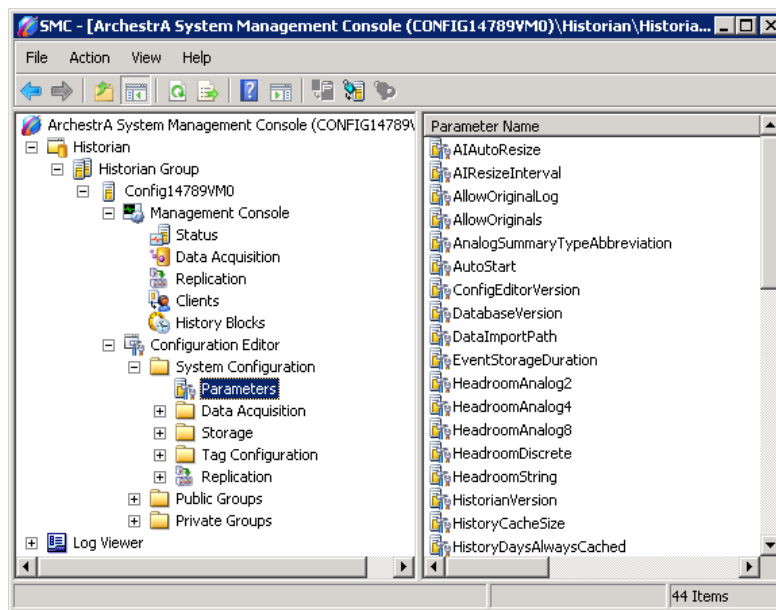 SMC - [ArchestrA System Management Console (CONFIG14789VM0)\Historian\Historia...
File Action View Help
ArchestrA System Management Console (CONFIG14789\
Historian
Historian Group
Config14789VM0
Management Console
Status
Data Acquisition
Replication
Clients
History Blocks
Configuration Editor
System Configuration
Parameters
Data Acquisition
Storage
Tag Configuration
Replication
Public Groups
Private Groups
Log Viewer
Parameter Name
AIAutoResize
AIResizeInterval
AllowOriginalLog
AllowOriginals
AnalogSummaryTypeAbbreviation
AutoStart
ConfigEditorVersion
DatabaseVersion
DataImportPath
EventStorageDuration
HeadroomAnalog2
HeadroomAnalog4
HeadroomAnalog8
HeadroomDiscrete
HeadroomString
HistorianVersion
HistoryCacheSize
HistoryDaysAlwaysCached
44 Items